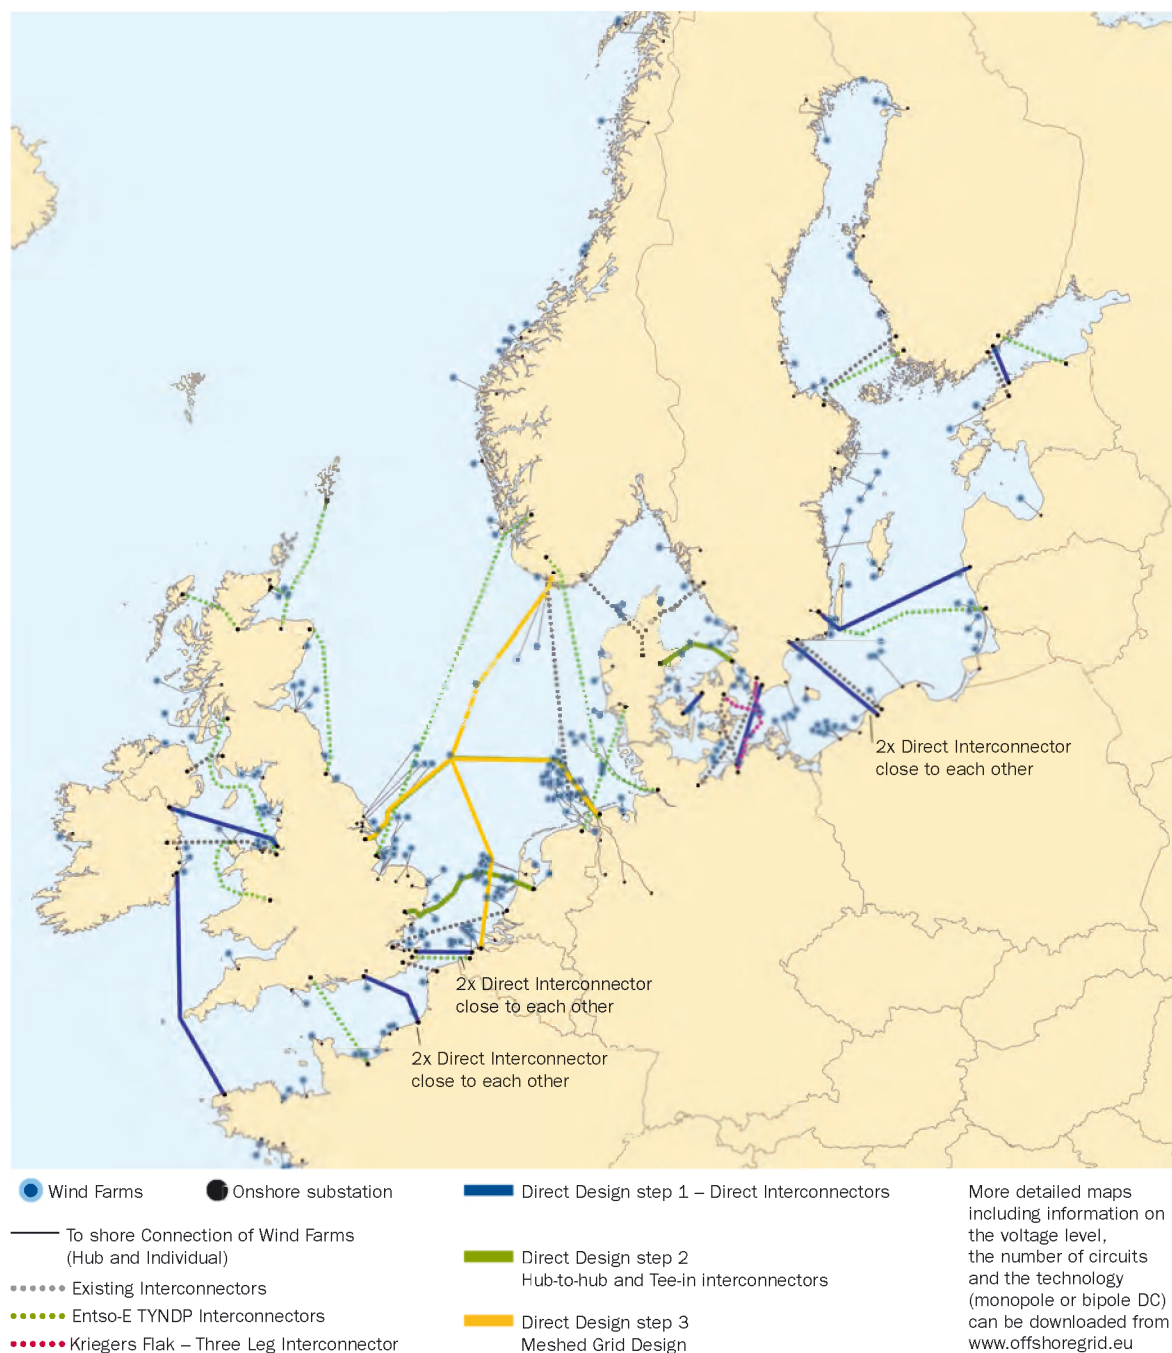 2x Direct Interconnector
close to each other
2x Direct Interconnector
close to each other
2x Direct Interconnector
close to each other
Wind Farms
Onshore substation
To shore Connection of Wind Farms
(Hub and Individual)
Existing Interconnectors
Entso-E TYNDP Interconnectors
Kriegers Flak – Three Leg Interconnector
Direct Design step 1 – Direct Interconnectors
Direct Design step 2
Hub-to-hub and Tee-in interconnectors
Direct Design step 3
Meshed Grid Design
More detailed maps
including information on
the voltage level,
the number of circuits
and the technology
(monopole or bipole DC)
can be downloaded from
www.offshoregrid.eu